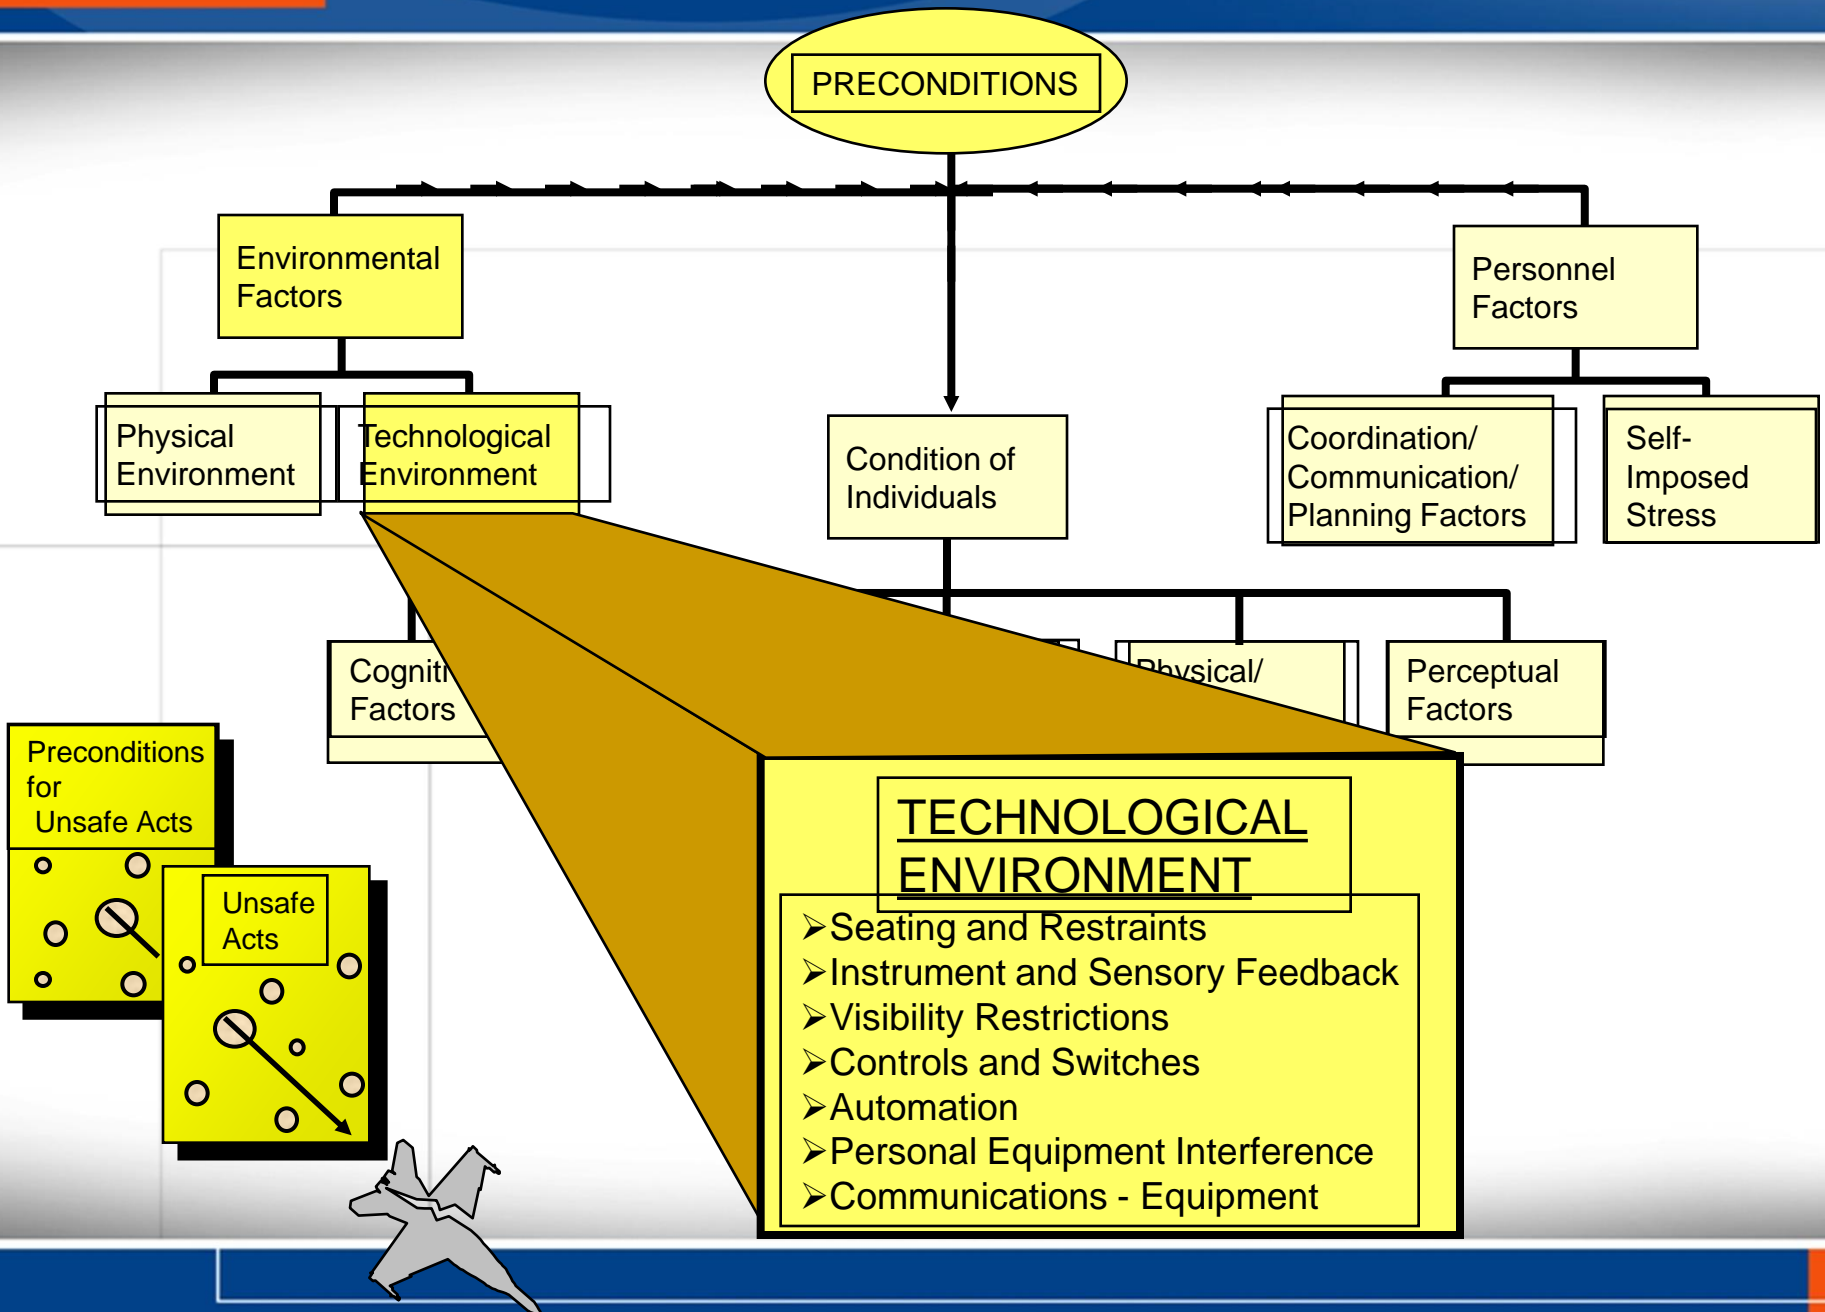 PRECONDITIONS
Environmental
Factors
Personnel
Factors
Physical
Environment
Technological
Environment
Condition of
Individuals
Coordination/
Communication/
Planning Factors
Self-
Imposed
Stress
Factors
Physical/
Perceptual
Factors
Preconditions
for
Unsafe Acts
Unsafe
Acts
TECHNOLOGICAL
ENVIRONMENT
➢Seating and Restraints
➢Instrument and Sensory Feedback
➢Visibility Restrictions
➢Controls and Switches
➢Automation
➢Personal Equipment Interference
➢Communications - Equipment